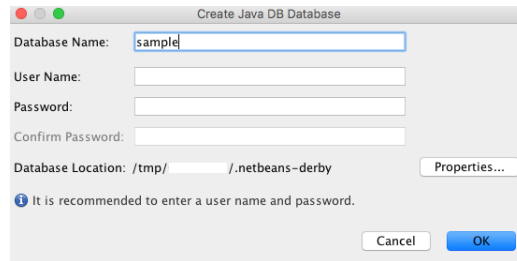 Create Java DB Database
Database Name: sample
User Name:
Password:
Confirm Password:
Database Location: /tmp/ /.netbeans-derby Properties...
It is recommended to enter a user name and password.
Cancel OK